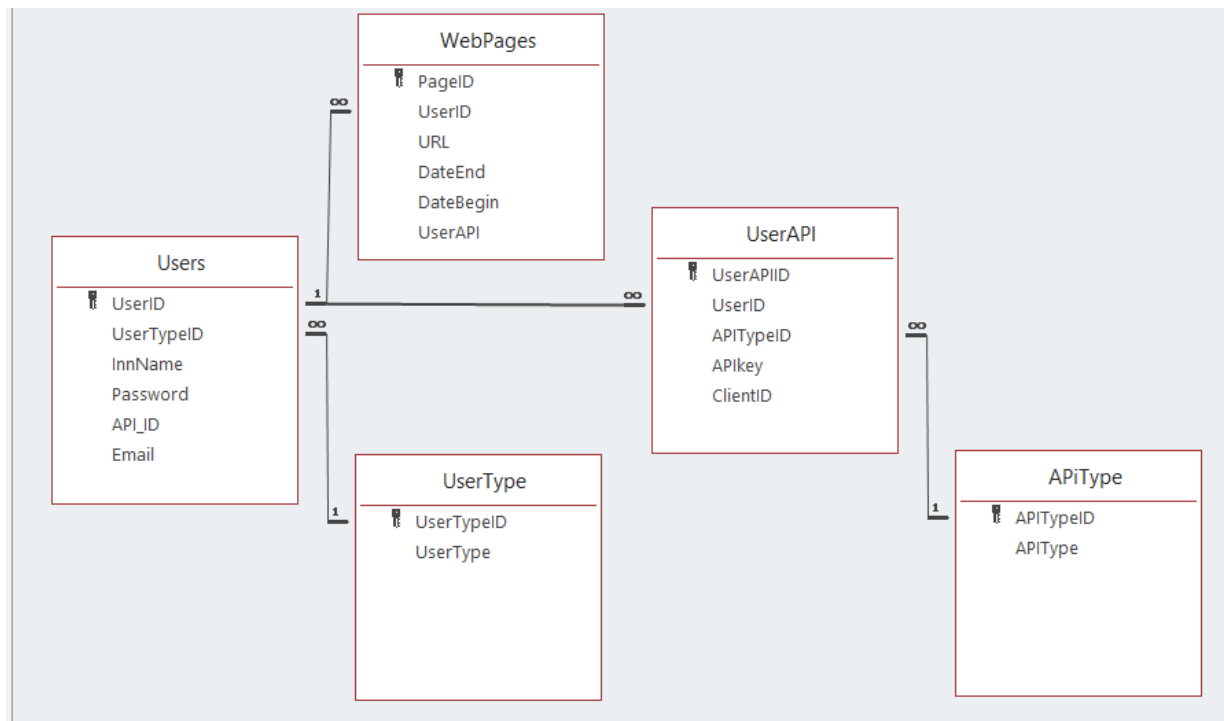 WebPages
PageID
UserID
URL
DateEnd
DateBegin
UserAPI
∞
Users
UserID
UserTypeID
InnName
Password
API_ID
Email
1
∞
∞
UserAPI
UserAPIID
UserID
APITypeID
APIkey
ClientID
∞
UserType
UserTypeID
UserType
1
APiType
APITypeID
APIType
1